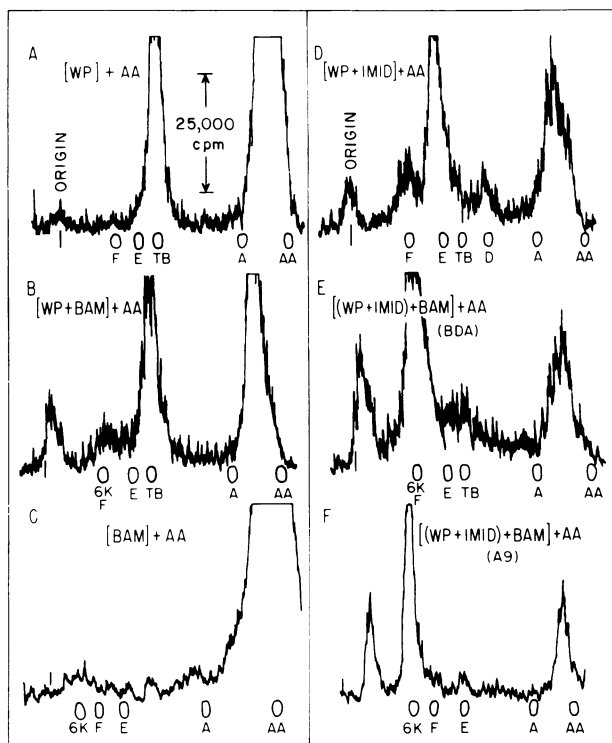 A
[WP] + AA
ORIGIN
25,000
cpm
F E TB A AA
B
[WP+BAM]+AA
6K
F E TB A AA
C
[BAM] + AA
6K F E A AA
D
[WP+IMID]+AA
ORIGIN
F E TB D A AA
E
[(WP+IMID)+BAM]+AA
(BDA)
6K
F E TB A AA
F
[(WP+IMID)+BAM]+AA
(A9)
6K F E A AA